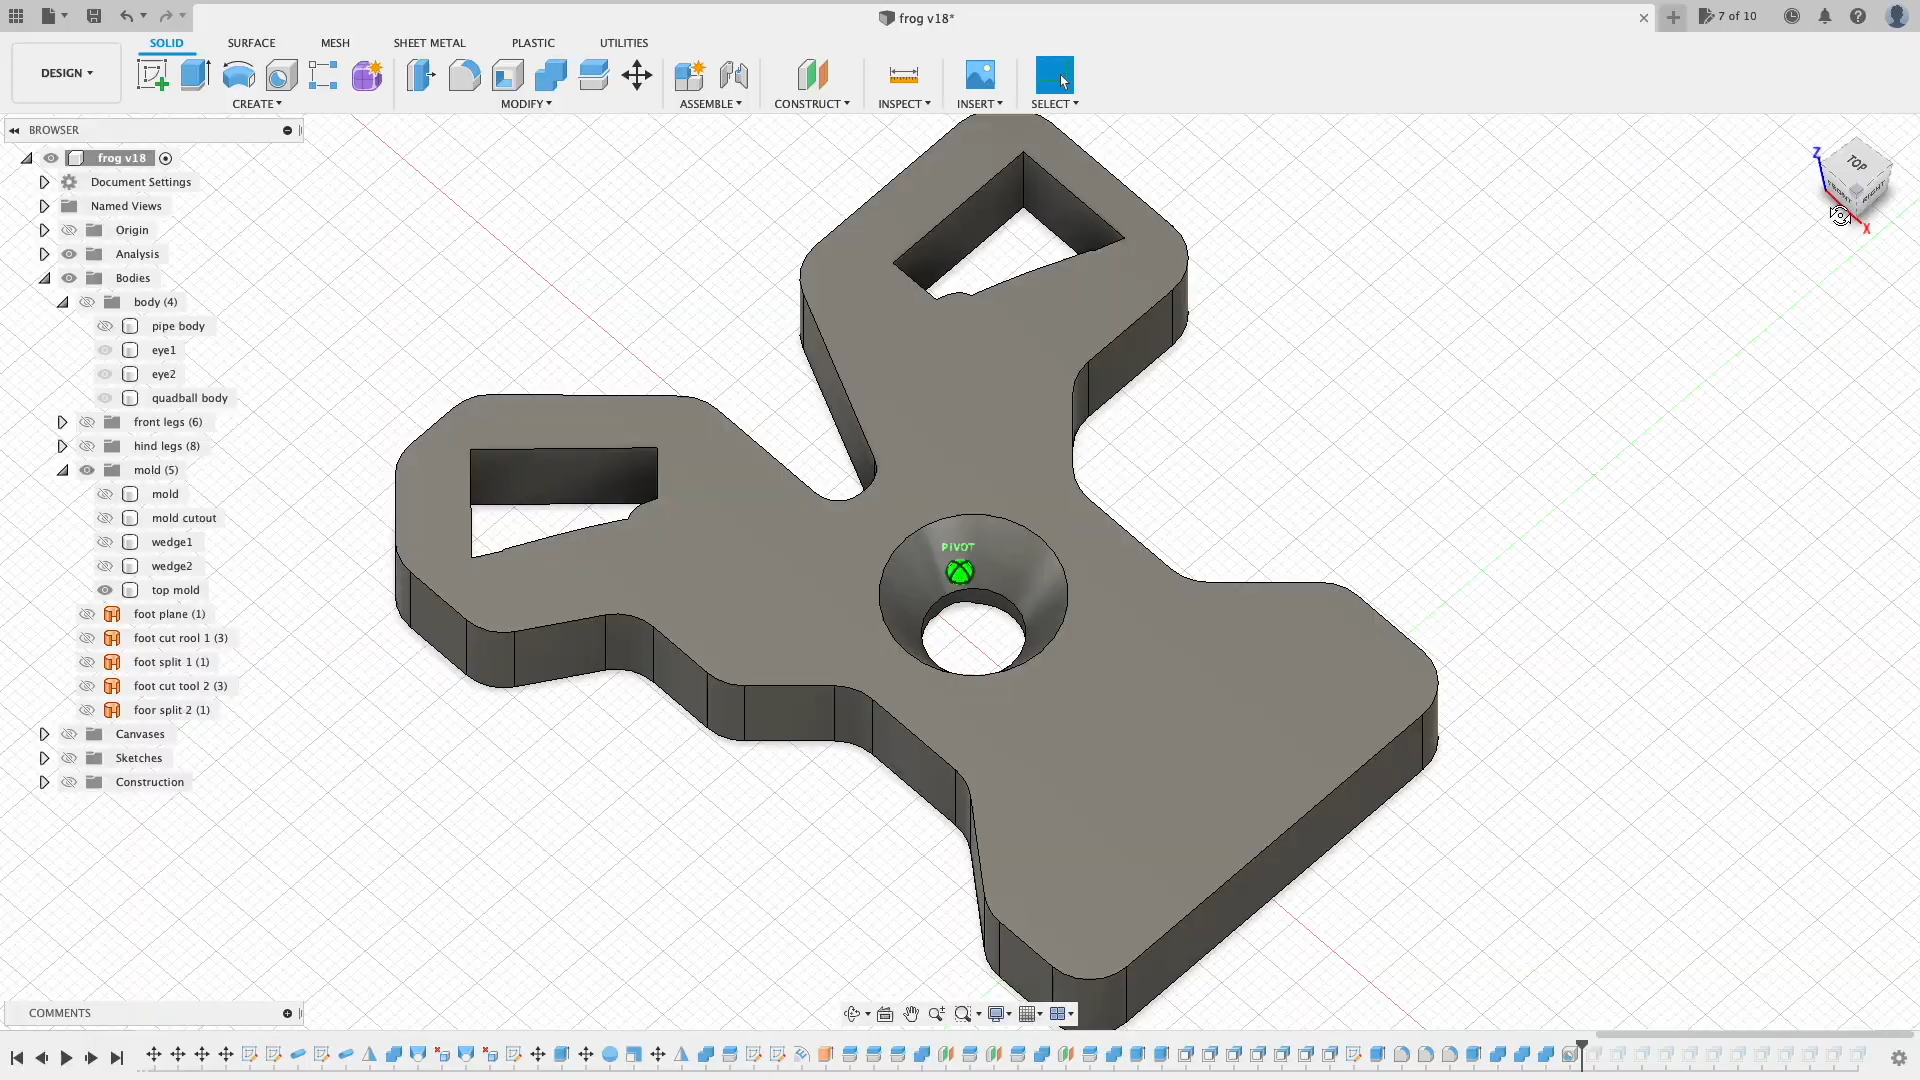 frog v18*
7 of 10
SOLID
SURFACE
MESH
SHEET METAL
PLASTIC
UTILITIES
DESIGN
CREATE
MODIFY
ASSEMBLE
CONSTRUCT
INSPECT
INSERT
SELECT
BROWSER
frog v18
Document Settings
Named Views
Origin
Analysis
Bodies
body (4)
pipe body
eye1
eye2
quadball body
front legs (6)
hind legs (8)
mold (5)
mold
mold cutout
wedge1
wedge2
top mold
foot plane (1)
foot cut rool 1 (3)
foot split 1 (1)
foot cut tool 2 (3)
foor split 2 (1)
Canvases
Sketches
Construction
PIVOT
Z
TOP
RIGHT
X
COMMENTS